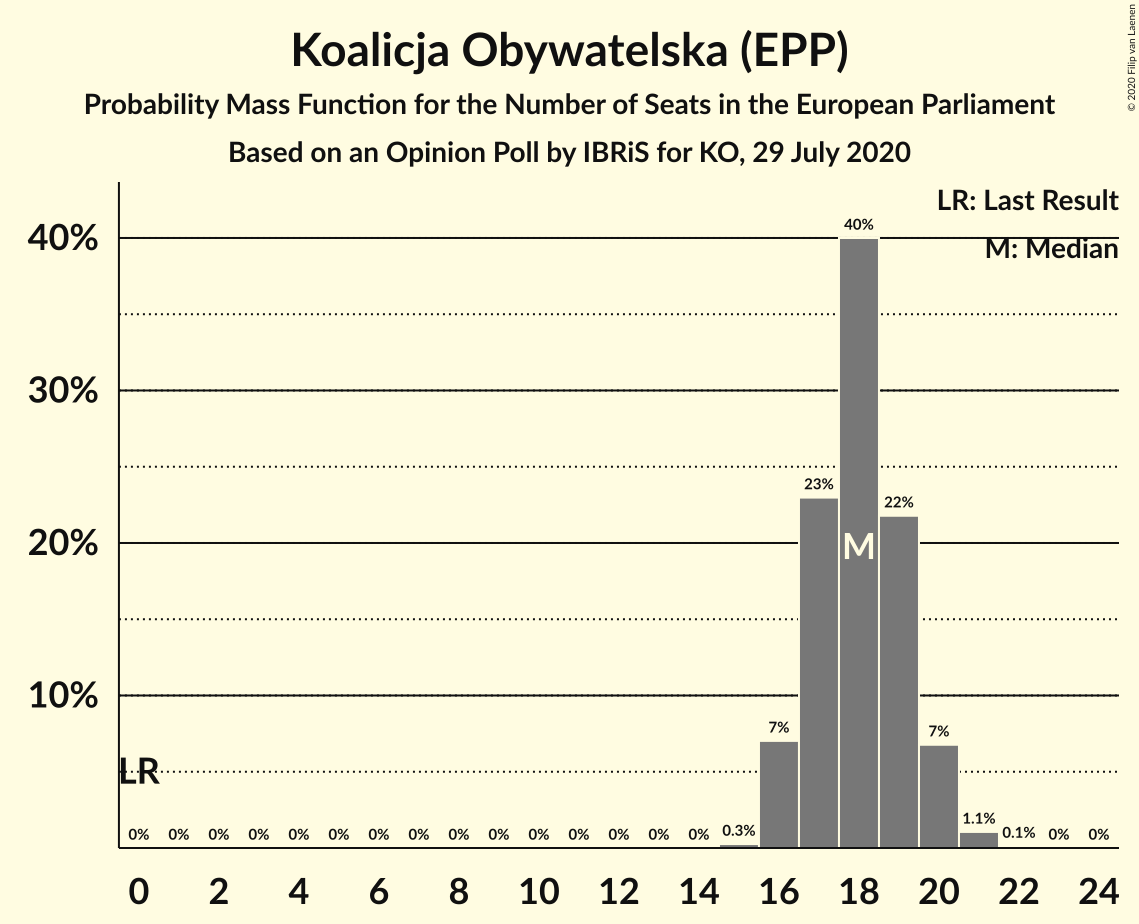 Koalicja Obywatelska (EPP)
Probability Mass Function for the Number of Seats in the European Parliament
Based on an Opinion Poll by IBRiS for KO, 29 July 2020
© 2020 Filip van Laenen
LR: Last Result
M: Median
40%
30%
20%
10%
40%
23%
22%
M
7%
7%
LR
0% 0% 0% 0% 0% 0% 0% 0% 0% 0% 0% 0% 0% 0% 0% 0.3% 1.1% 0.1% 0% 0%
0 2 4 6 8 10 12 14 16 18 20 22 24